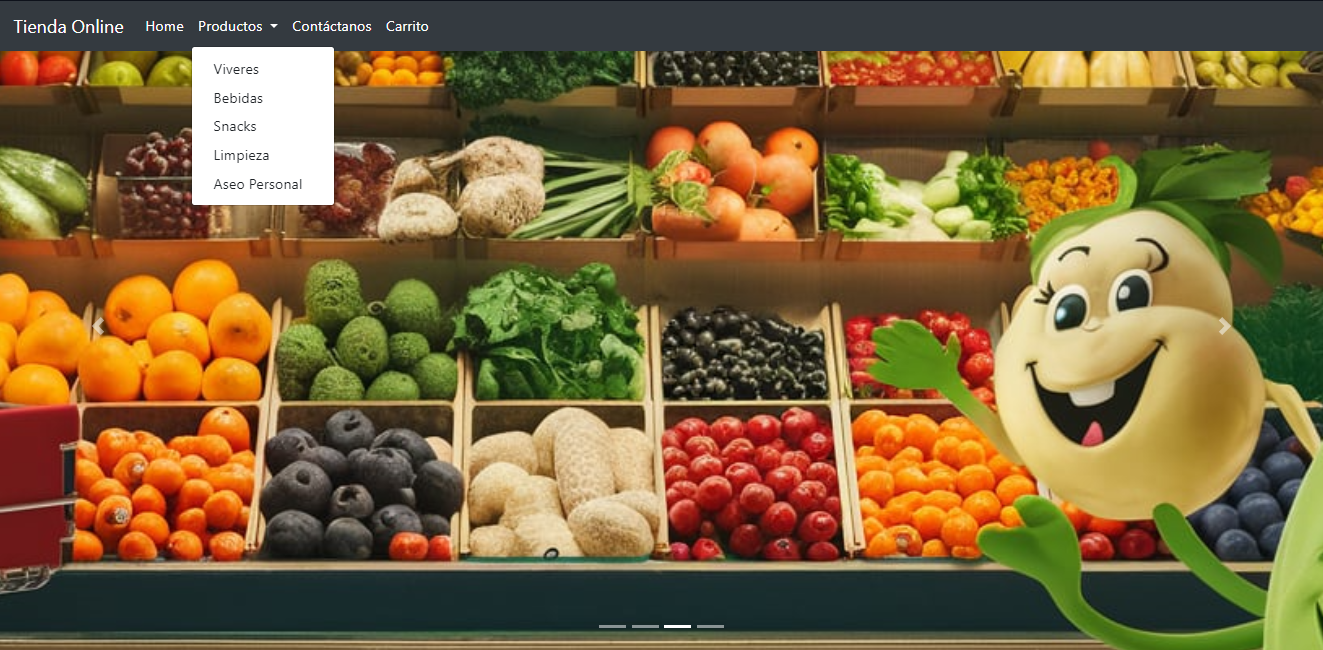 Tienda Online Home Productos Contáctanos Carrito
Viveres
Bebidas
Snacks
Limpieza
Aseo Personal